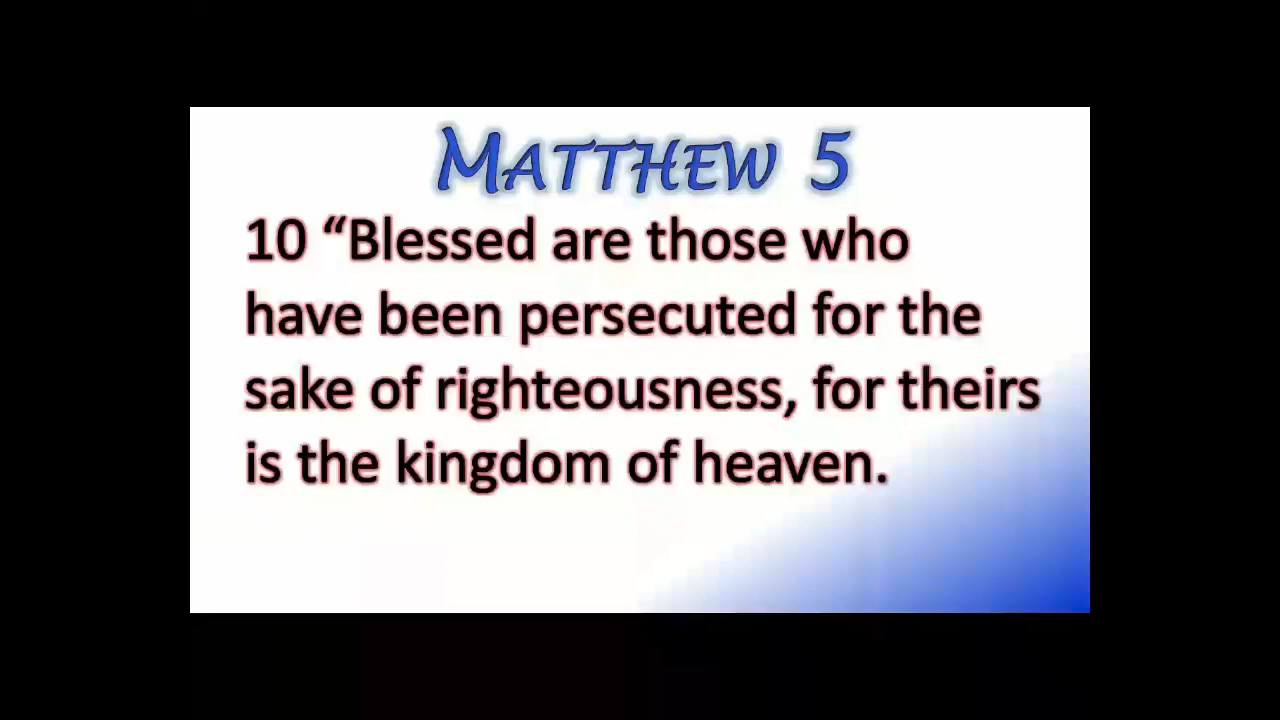 MATTHEW 5
10 “Blessed are those who
have been persecuted for the
sake of righteousness, for theirs
is the kingdom of heaven.